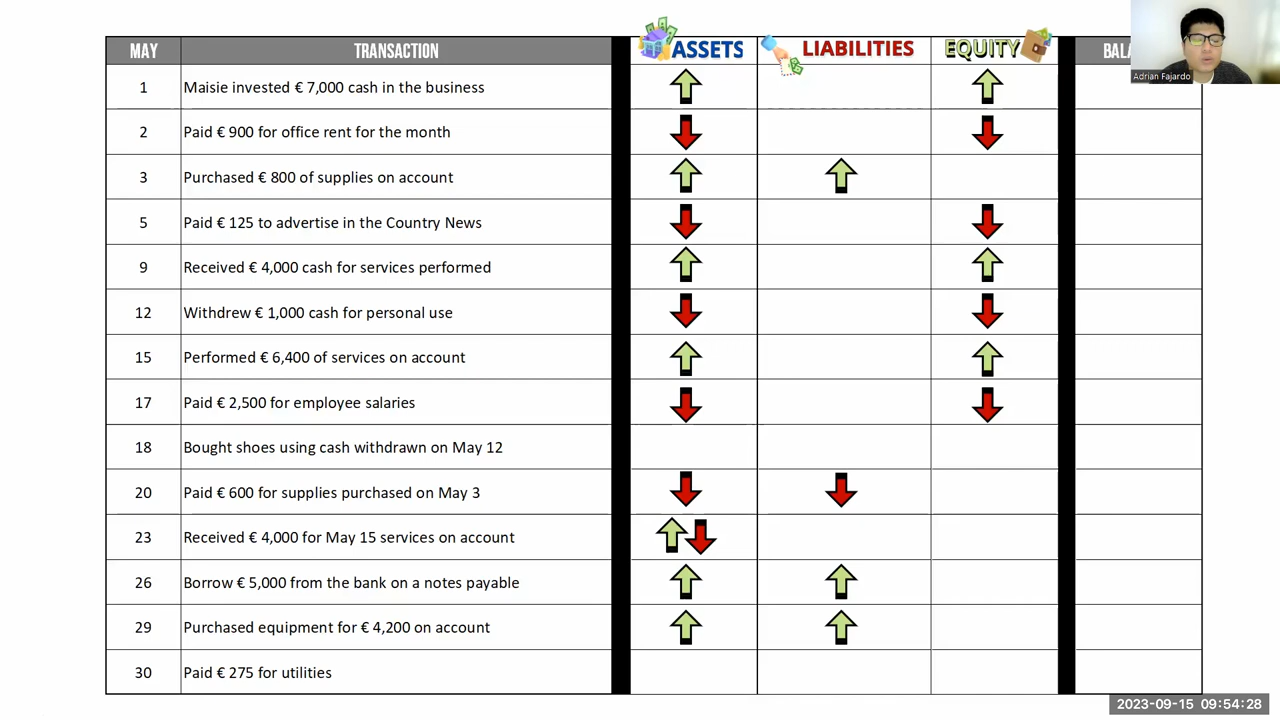 MAY TRANSACTION ASSETS LIABILITIES EQUITY
Adrian Fajardo
1 Maisie invested € 7,000 cash in the business
2 Paid € 900 for office rent for the month
3 Purchased € 800 of supplies on account
5 Paid € 125 to advertise in the Country News
9 Received € 4,000 cash for services performed
12 Withdrew € 1,000 cash for personal use
15 Performed € 6,400 of services on account
17 Paid € 2,500 for employee salaries
18 Bought shoes using cash withdrawn on May 12
20 Paid € 600 for supplies purchased on May 3
23 Received € 4,000 for May 15 services on account
26 Borrow € 5,000 from the bank on a notes payable
29 Purchased equipment for € 4,200 on account
30 Paid € 275 for utilities
2023-09-15 09:54:28